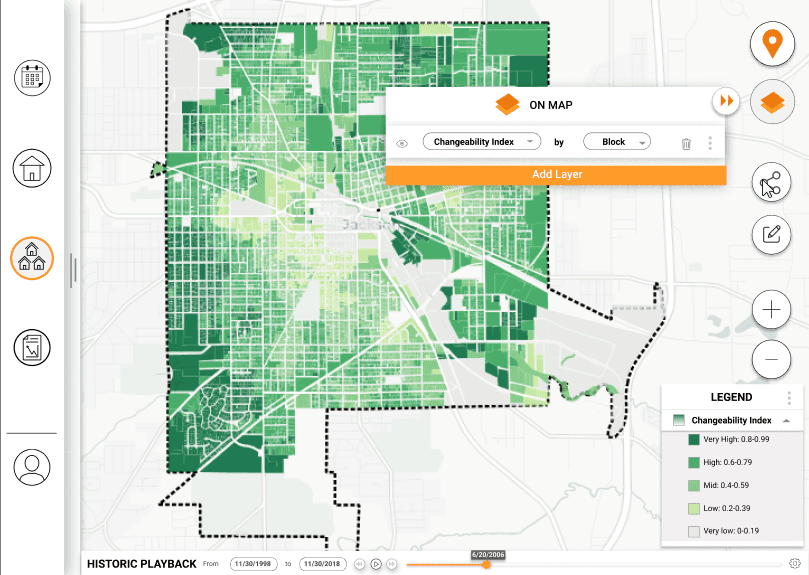 ON MAP
Changeability Index by Block
Add Layer
LEGEND
Changeability Index
Very High: 0.8-0.99
High: 0.6-0.79
Mid: 0.4-0.59
Low: 0.2-0.39
Very low: 0-0.19
6/20/2006
HISTORIC PLAYBACK From 11/30/1998 to 11/30/2018